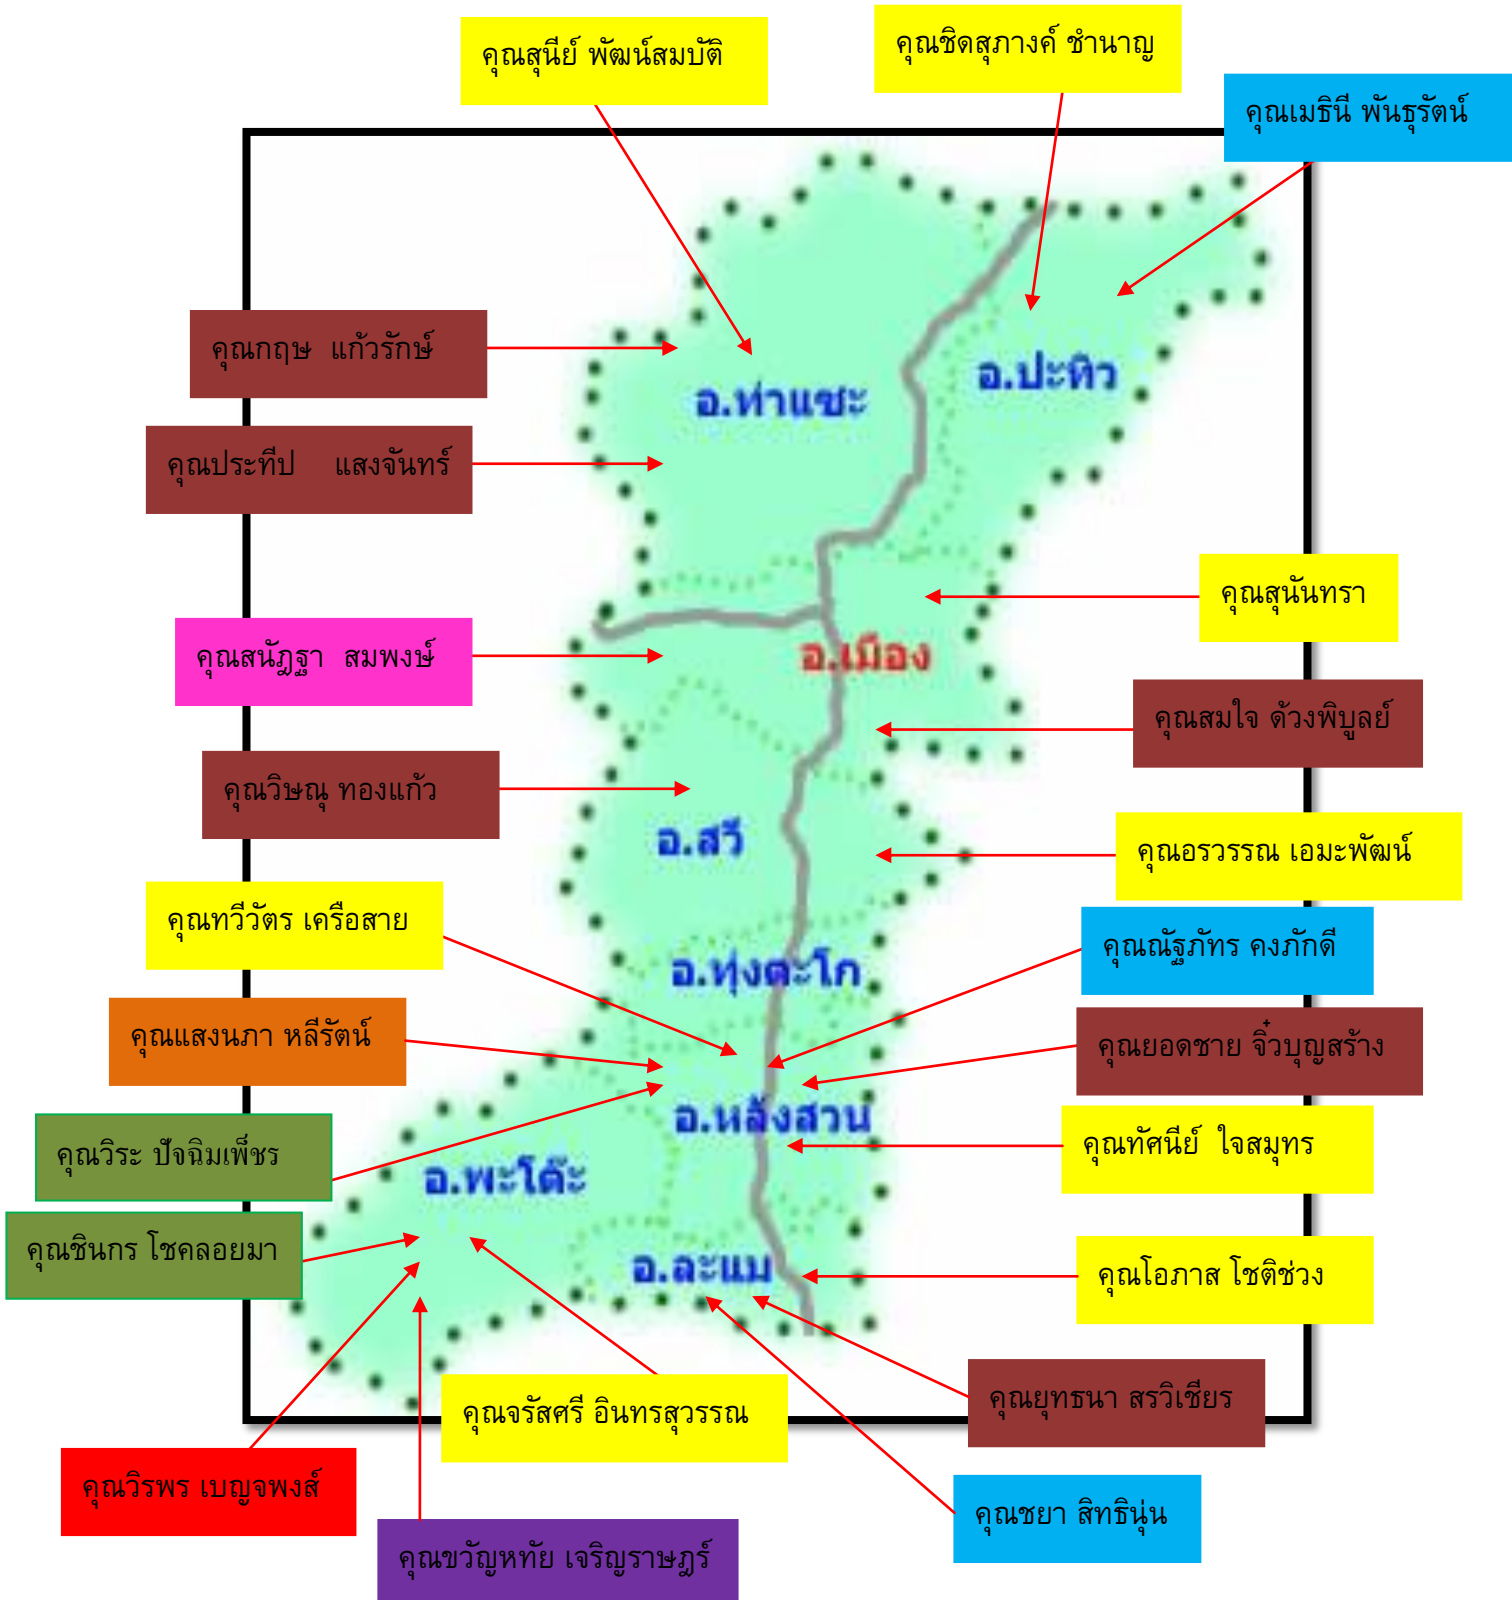 คุณสุนีย์ พัฒน์สมบัติ
คุณชิดสุภางค์ ชำนาญ
คุณเมธินี พันธุรัตน์
คุณกฤษ แก้วรักษ์
อ.ปะทิว
อ.ท่าแซะ
คุณประทีป แสงจันทร์
คุณสุนันทรา
คุณสนัฎฐา สมพงษ์
อ.เมือง
คุณสมใจ ด้วงพิบูลย์
คุณวิษณุ ทองแก้ว
อ.สวี
คุณอรวรรณ เอมะพัฒน์
คุณทวีวัตร เครือสาย
คุณณัฐภัทร คงภักดี
อ.ทุ่งตะโก
คุณแสงนภา หลีรัตน์
คุณยอดชาย จิ๋วบุญสร้าง
อ.หลังสวน
คุณวิระ ปัจฉิมเพ็ชร
คุณทัศนีย์ ใจสมุทร
อ.พะโต๊ะ
คุณชินกร โชคลอยมา
อ.ละแม
คุณโอภาส โชติช่วง
คุณยุทธนา สรวิเชียร
คุณจรัสศรี อินทรสุวรรณ
คุณวิรพร เบญจพงส์
คุณชยา สิทธินุ่น
คุณขวัญหทัย เจริญราษฎร์